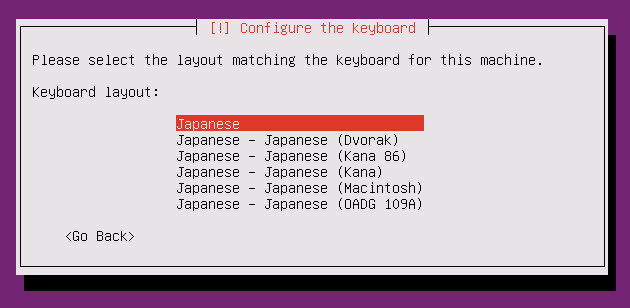 [!] Configure the keyboard
Please select the layout matching the keyboard for this machine.
Keyboard layout:
Japanese
Japanese - Japanese (Dvorak)
Japanese - Japanese (Kana 86)
Japanese - Japanese (Kana)
Japanese - Japanese (Macintosh)
Japanese - Japanese (OADG 109A)
<Go Back>